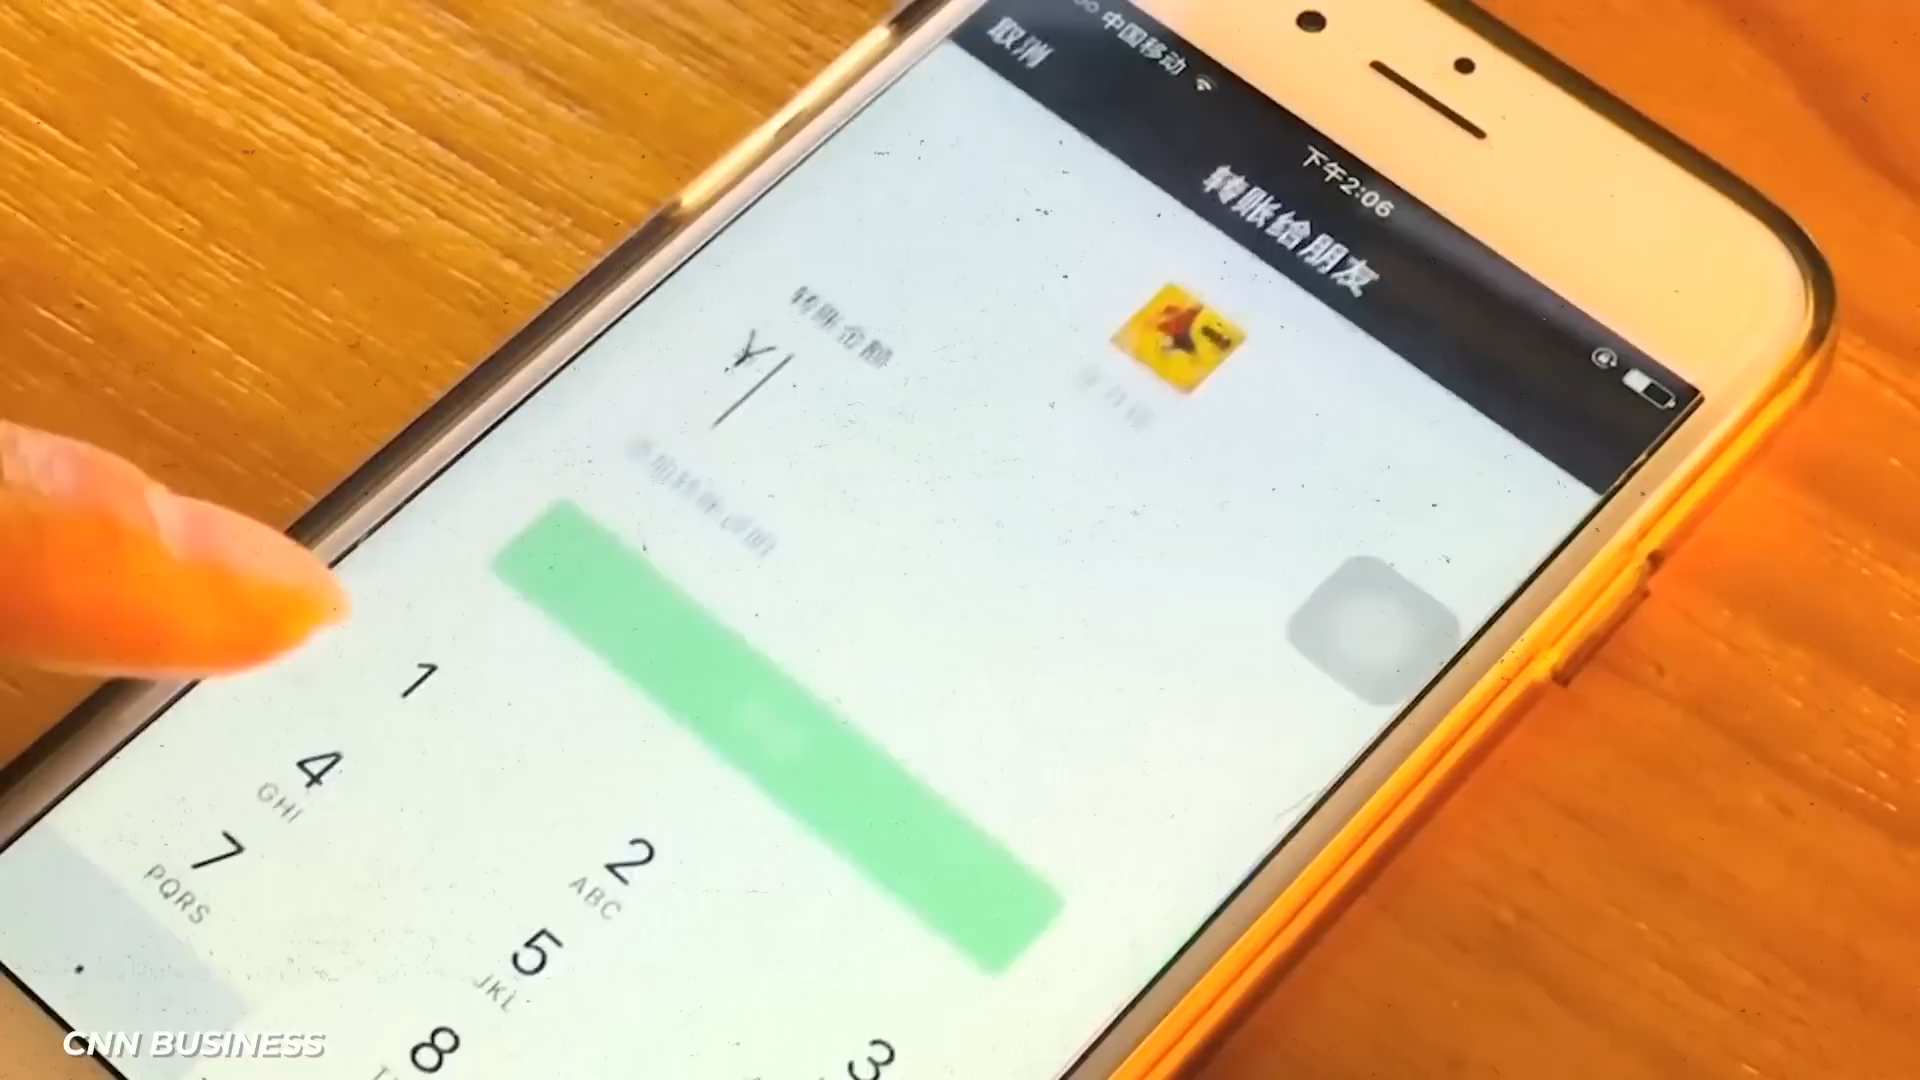 中国移动
下午2:06
取消
转账给朋友
转账金额
¥
1
2
ABC
3
4
GHI
5
JKL
7
PQRS
8
.
CNN BUSINESS